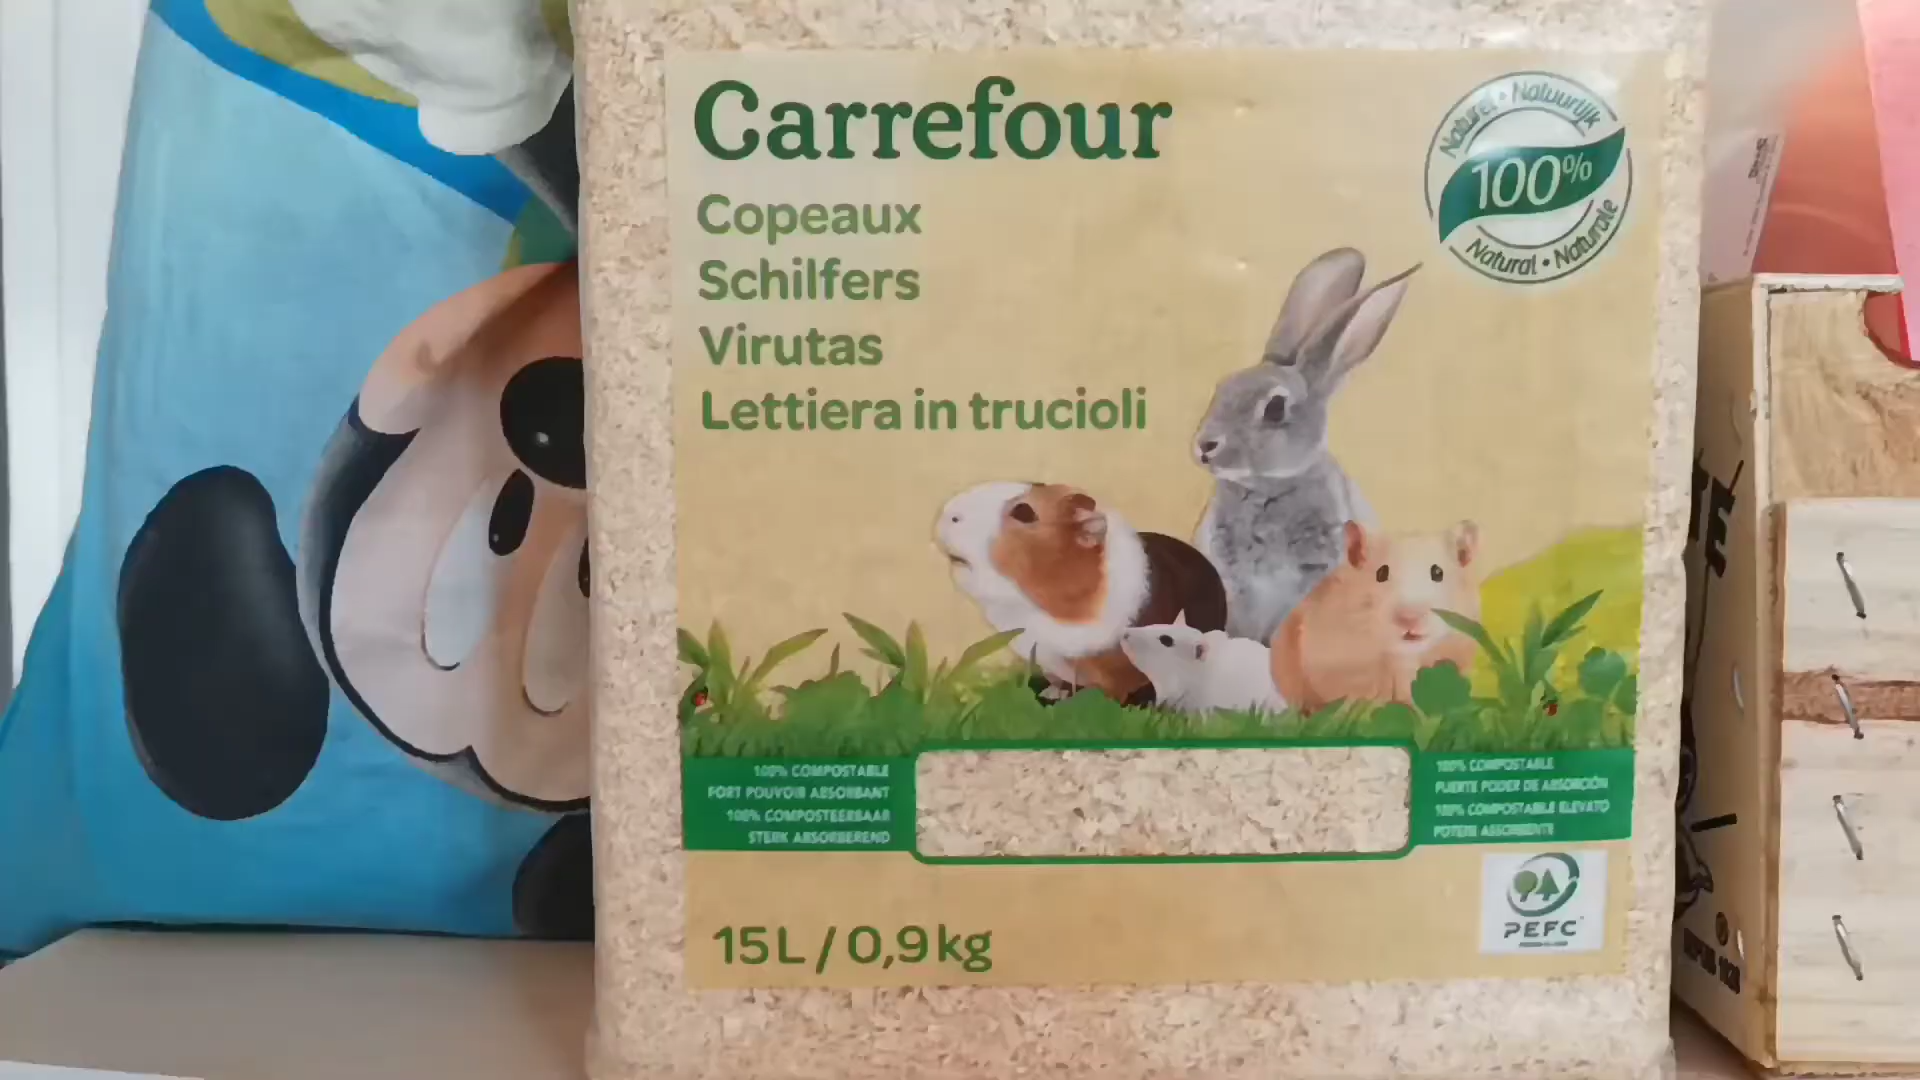 Carrefour
Copeaux
Schilfers
Virutas
Lettiera in trucioli
Naturel • Natuurlijk
100%
Natural • Naturale
100% COMPOSTABLE
FORT POUVOIR ABSORBANT
100% COMPOSTEERBAAR
STERK ABSORBEREND
100% COMPOSTABLE
FUERTE PODER DE ABSORCIÓN
100% COMPOSTABILE ELEVATO
POTERE ASSORBENTE
15L / 0,9kg
PEFC